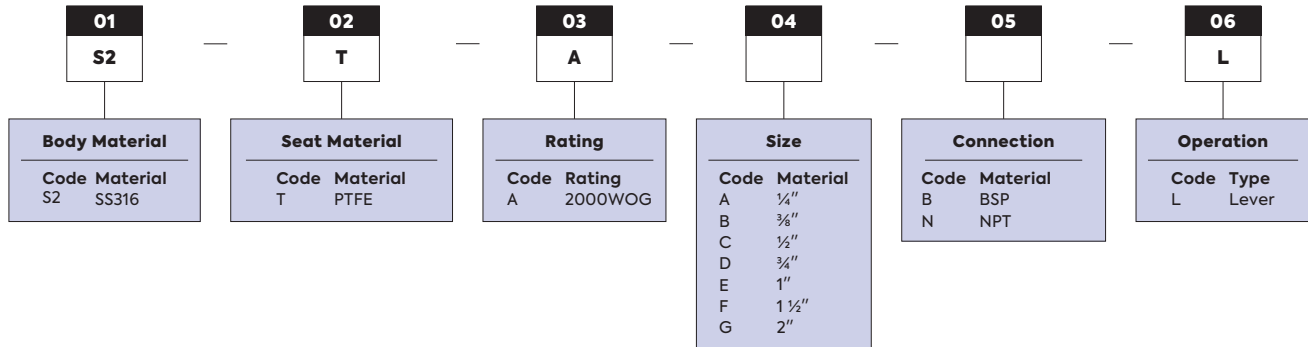 01 02 03 04 05 06
S2 — T — A — — — L
Body Material
Code Material
S2 SS316
Seat Material
Code Material
T PTFE
Rating
Code Rating
A 2000WOG
Size
Code Material
A ¼"
B ⅜"
C ½"
D ¾"
E 1"
F 1 ½"
G 2"
Connection
Code Material
B BSP
N NPT
Operation
Code Type
L Lever